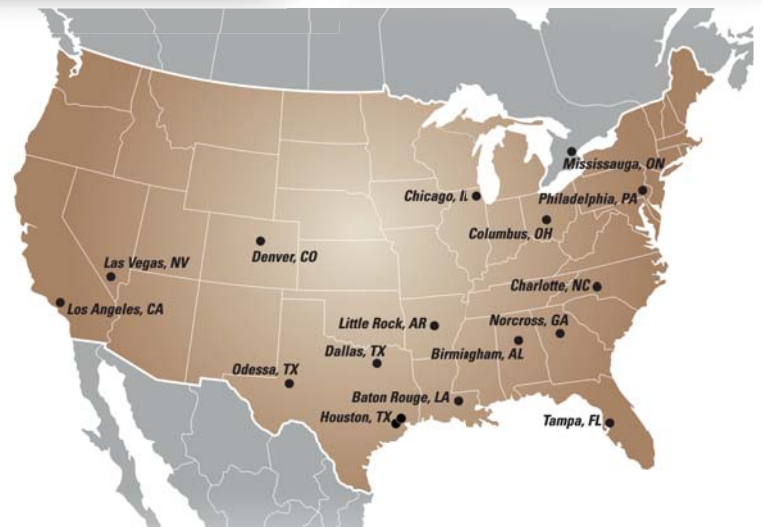 Mississauga, ON
Chicago, IL
Philadelphia, PA
Columbus, OH
Denver, CO
Las Vegas, NV
Charlotte, NC
Los Angeles, CA
Little Rock, AR
Norcross, GA
Dallas, TX
Birmingham, AL
Odessa, TX
Baton Rouge, LA
Houston, TX
Tampa, FL